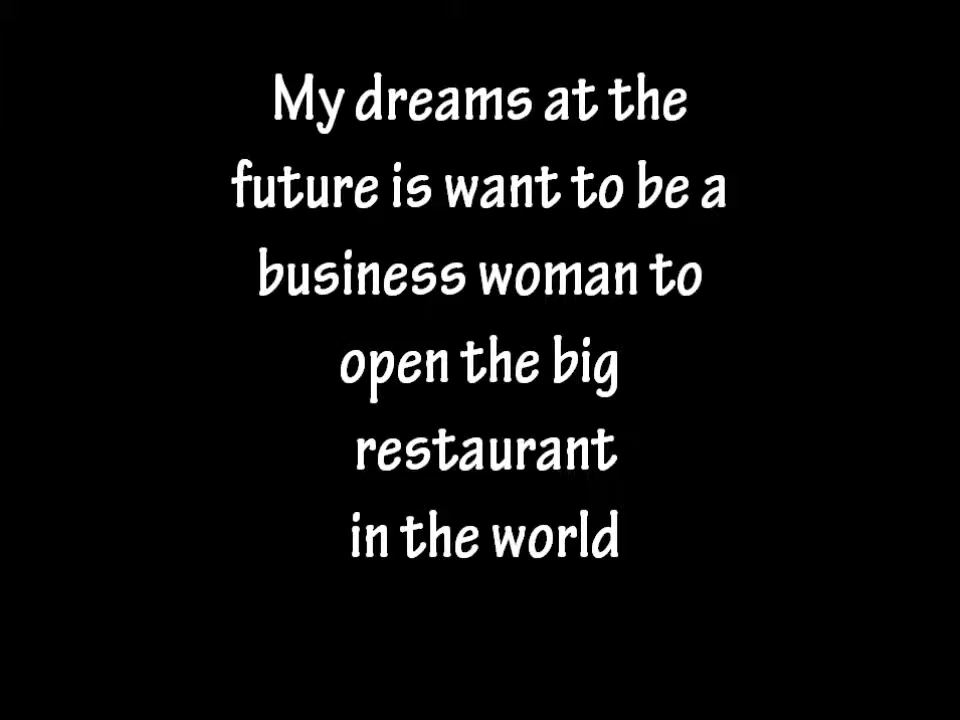 My dreams at the
future is want to be a
business woman to
open the big
restaurant
in the world